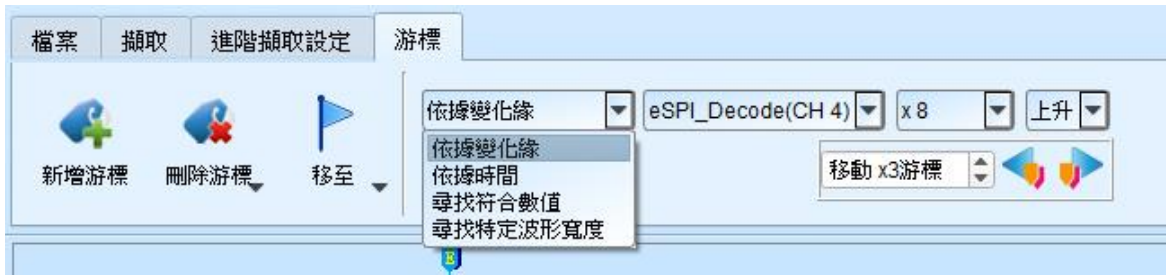 檔案 擷取 進階擷取設定 游標
依據變化緣 eSPI_Decode(CH 4) x 8 上升
新增游標 刪除游標 移至
依據變化緣
依據時間
尋找符合數值
尋找特定波形寬度
移動 x3游標
E